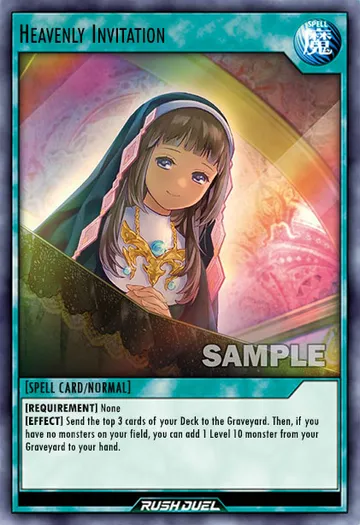 HEAVENLY INVITATION
SPELL
魔
SAMPLE
[SPELL CARD/NORMAL]
[REQUIREMENT] None
[EFFECT] Send the top 3 cards of your Deck to the Graveyard. Then, if you
have no monsters on your field, you can add 1 Level 10 monster from your
Graveyard to your hand.
RUSH DUEL